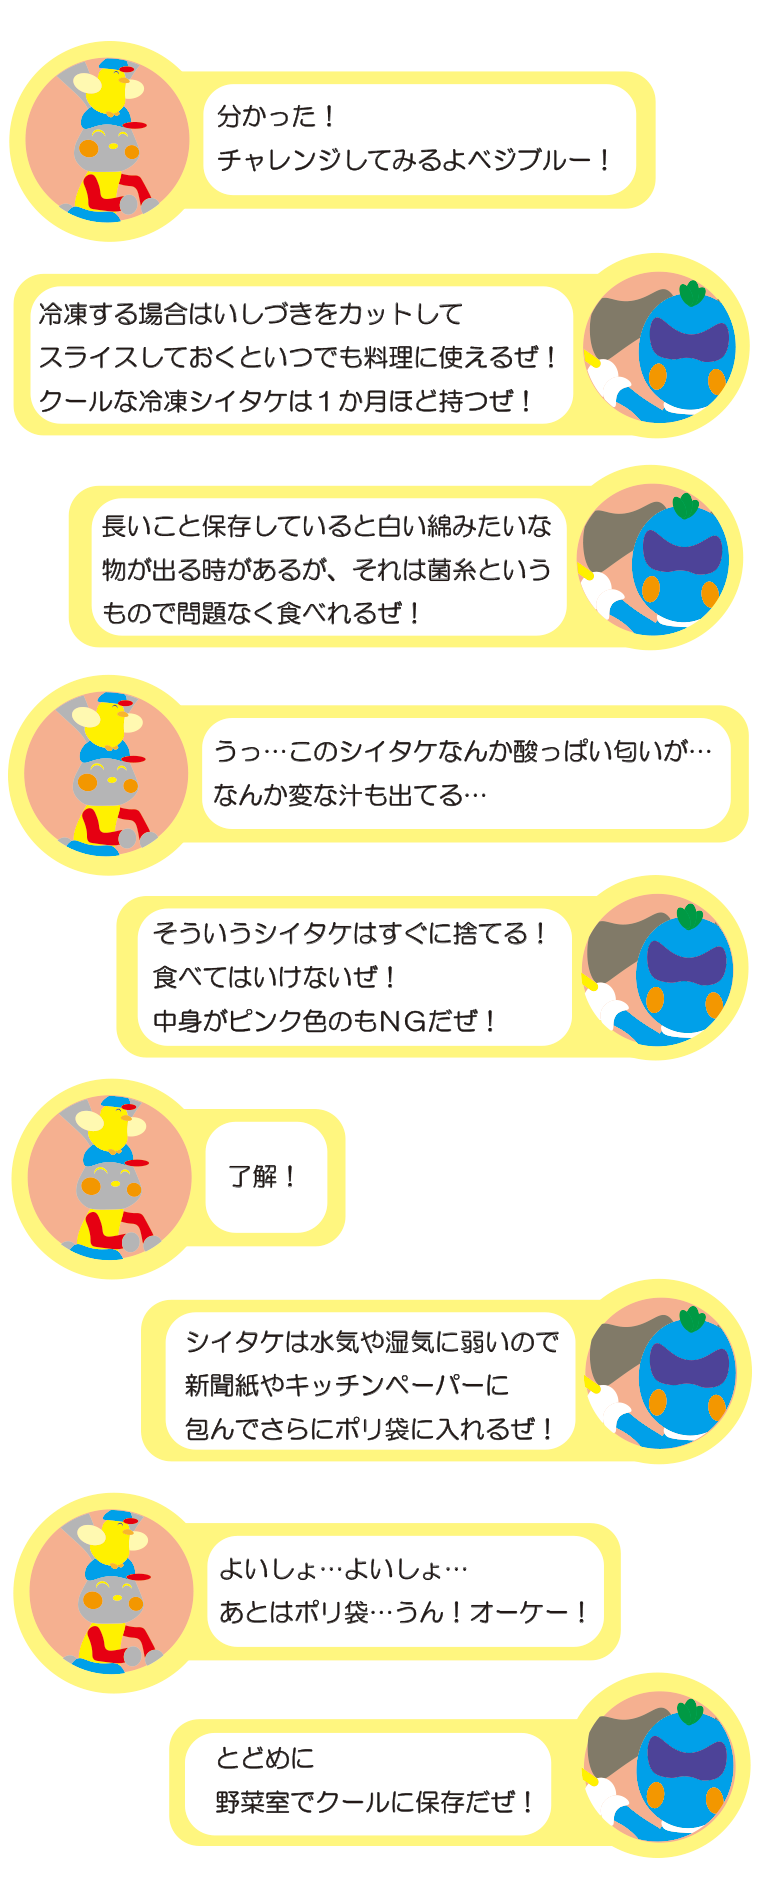 分かった！
チャレンジしてみるよベジブルー！
冷凍する場合はいしづきをカットして
スライスしておくといつでも料理に使えるぜ！
クールな冷凍シイタケは１か月ほど持つぜ！
長いこと保存していると白い綿みたいな
物が出る時があるが、それは菌糸という
もので問題なく食べれるぜ！
うっ…このシイタケなんか酸っぱい匂いが…
なんか変な汁も出てる…
そういうシイタケはすぐに捨てる！
食べてはいけないぜ！
中身がピンク色のもＮＧだぜ！
了解！
シイタケは水気や湿気に弱いので
新聞紙やキッチンペーパーに
包んでさらにポリ袋に入れるぜ！
よいしょ…よいしょ…
あとはポリ袋…うん！オーケー！
とどめに
野菜室でクールに保存だぜ！